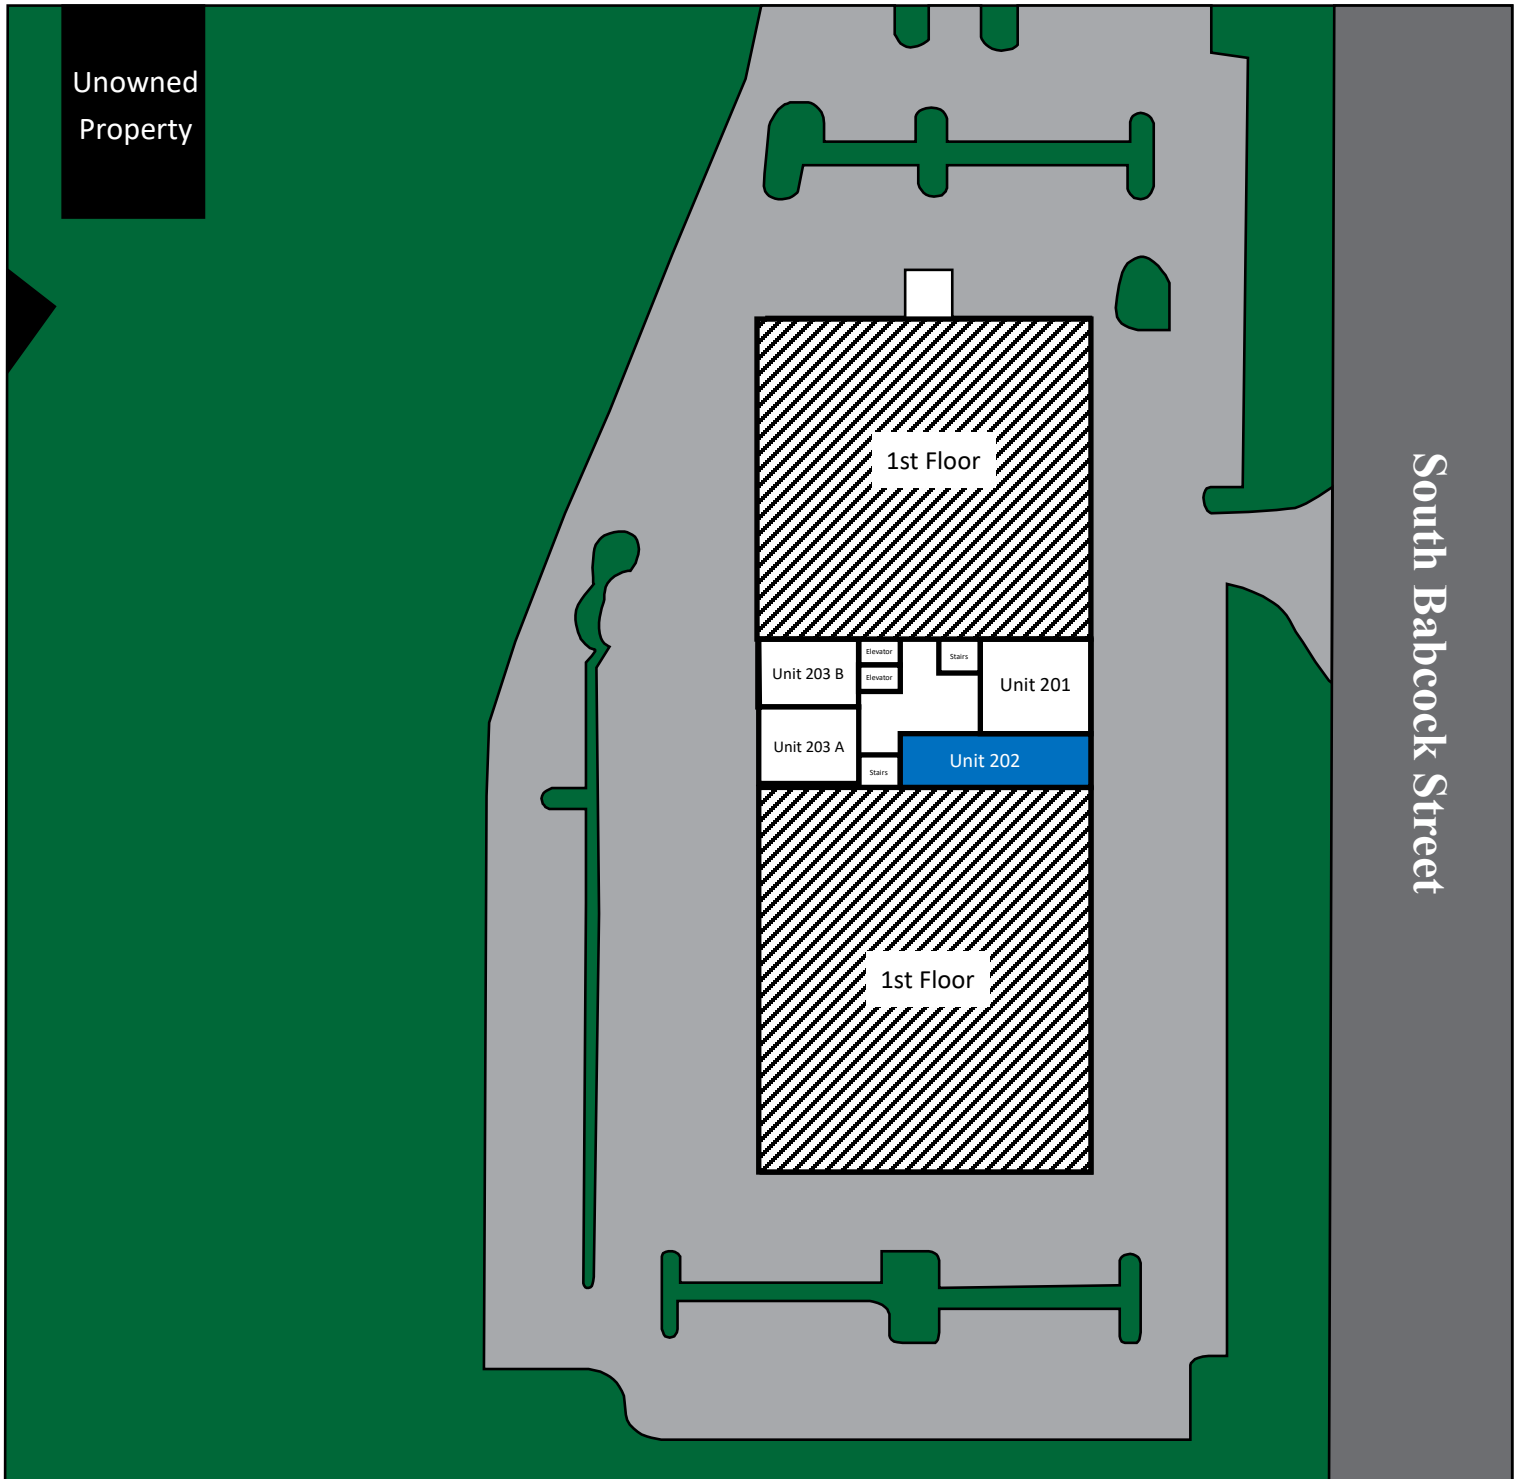 Unowned
Property
1st Floor
Elevator
Stairs
Unit 203 B
Elevator
Unit 201
Unit 203 A
Unit 202
Stairs
1st Floor
South Babcock Street